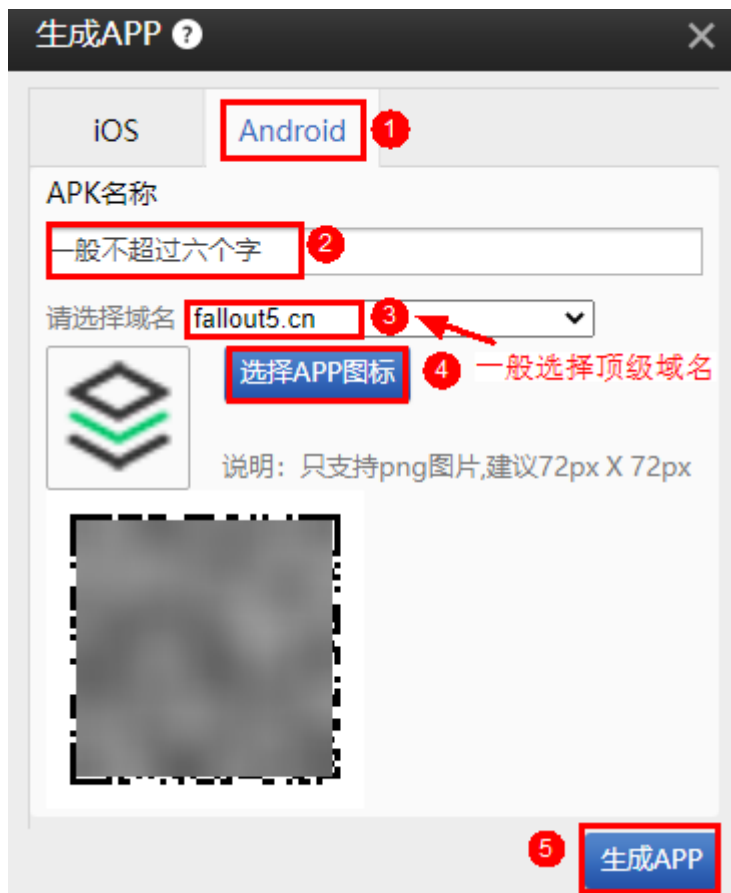 生成APP ?
×
iOS
Android
1
APK名称
一般不超过六个字
2
请选择域名
fallout5.cn
3
选择APP图标
4
一般选择顶级域名
说明：只支持png图片,建议72px X 72px
5
生成APP